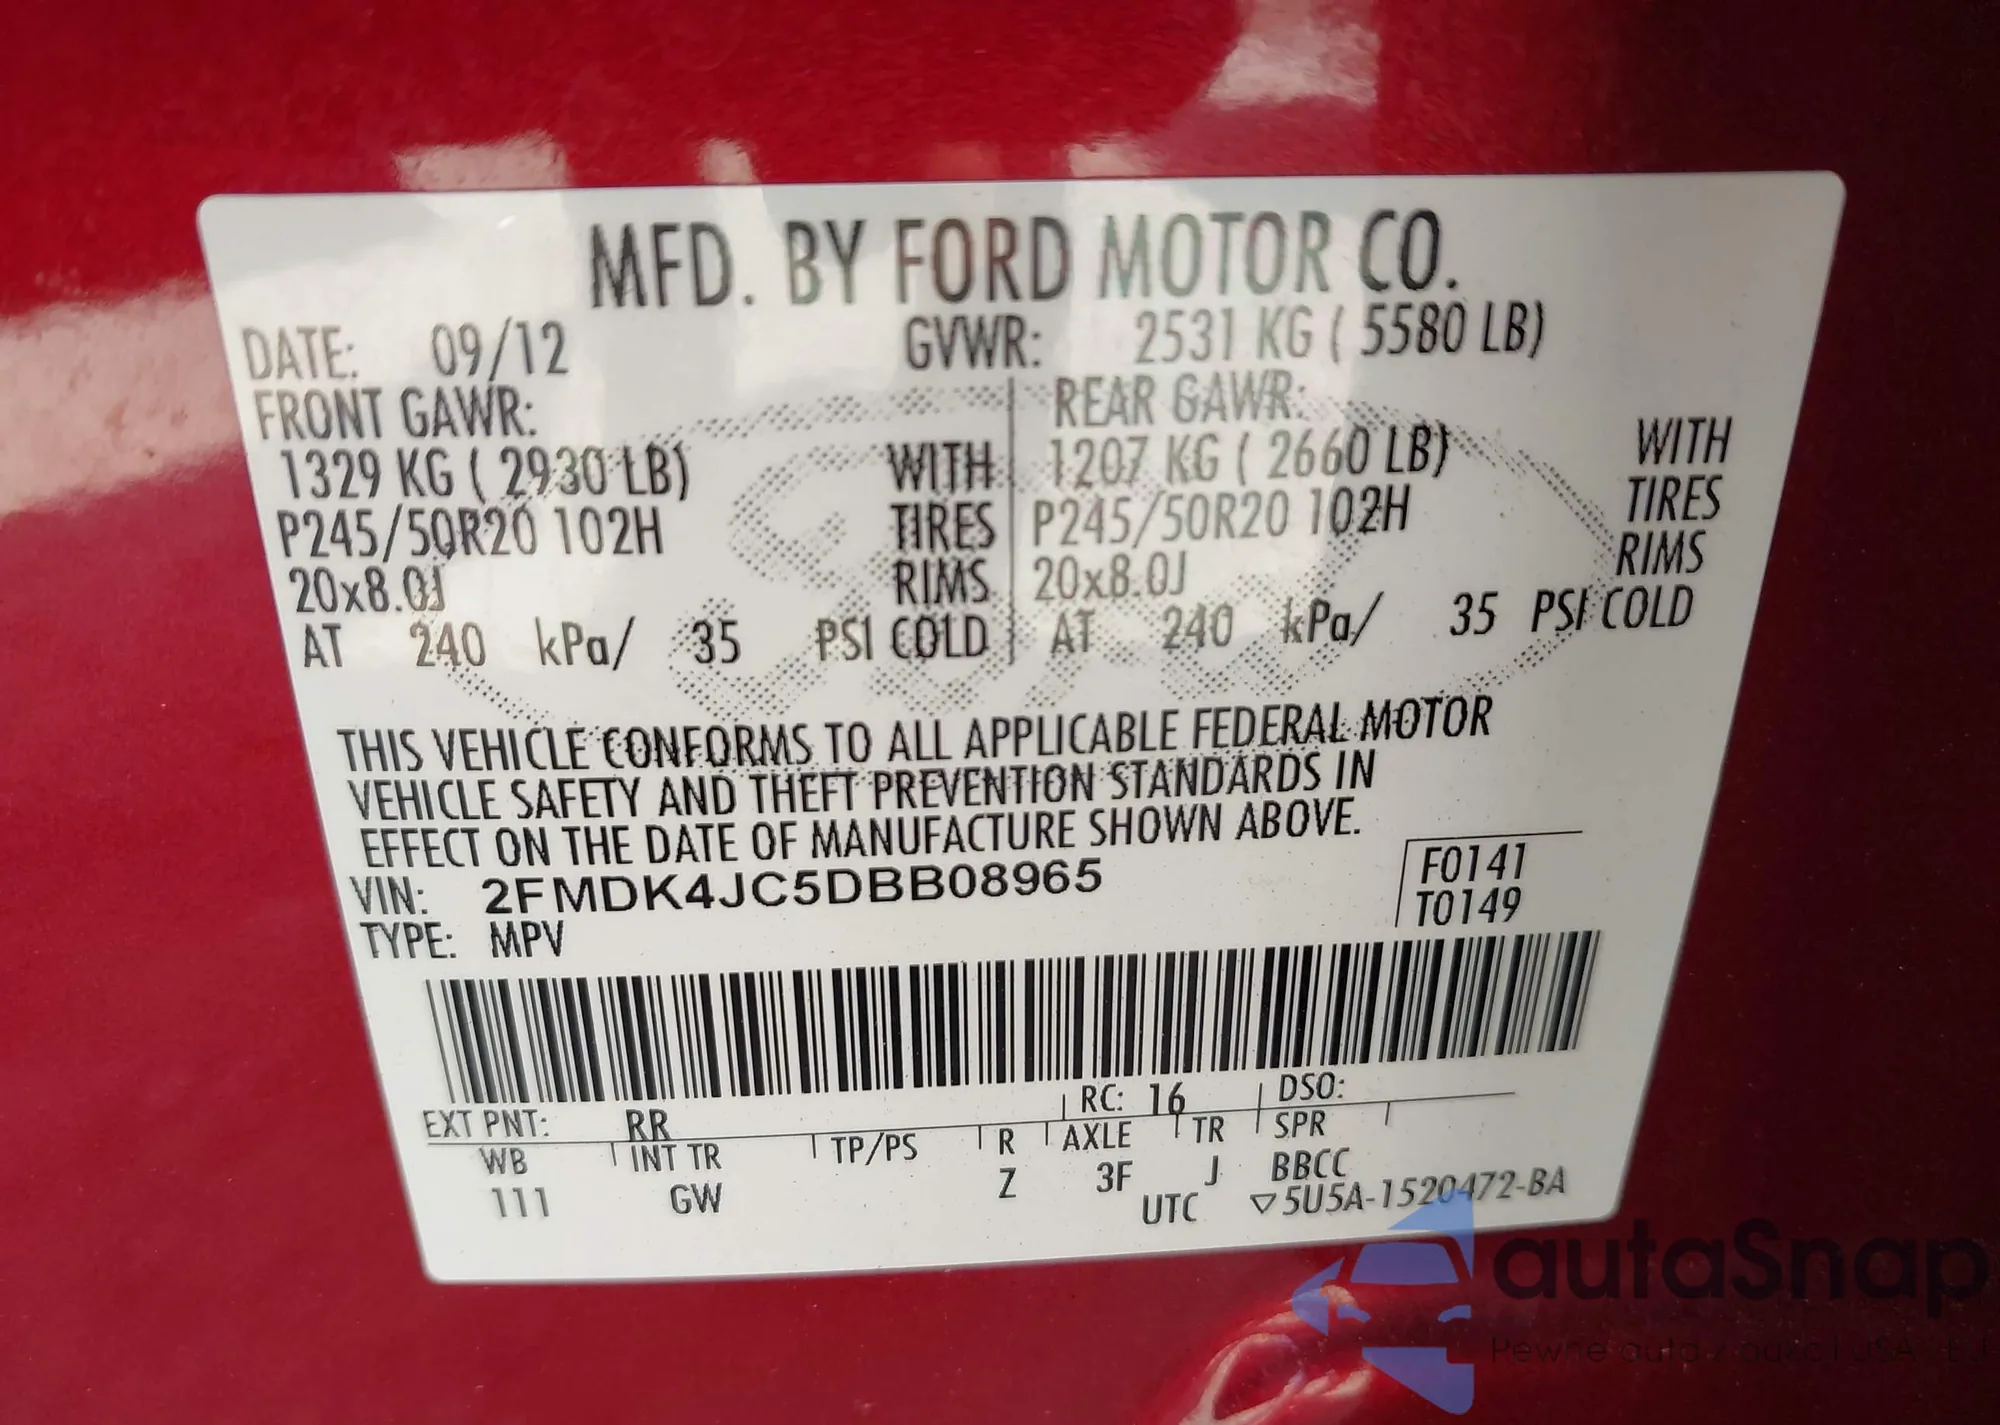 MFD. BY FORD MOTOR CO.
DATE: 09/12 GVWR: 2531 KG ( 5580 LB)
FRONT GAWR: REAR GAWR:
1329 KG ( 2930 LB) WITH 1207 KG ( 2660 LB) WITH
P245/50R20 102H TIRES P245/50R20 102H TIRES
20x8.0J RIMS 20x8.0J RIMS
AT 240 kPa/ 35 PSI COLD AT 240 kPa/ 35 PSI COLD
THIS VEHICLE CONFORMS TO ALL APPLICABLE FEDERAL MOTOR
VEHICLE SAFETY AND THEFT PREVENTION STANDARDS IN
EFFECT ON THE DATE OF MANUFACTURE SHOWN ABOVE.
VIN: 2FMDK4JC5DBB08965 F0141
TYPE: MPV T0149
EXT PNT: RR RC: 16 DSO:
WB INT TR TP/PS R AXLE TR SPR
111 GW Z 3F J BBCC
UTC ▽5U5A-1520472-BA
autaSnap
Pewne auta z aukcji USA i EU